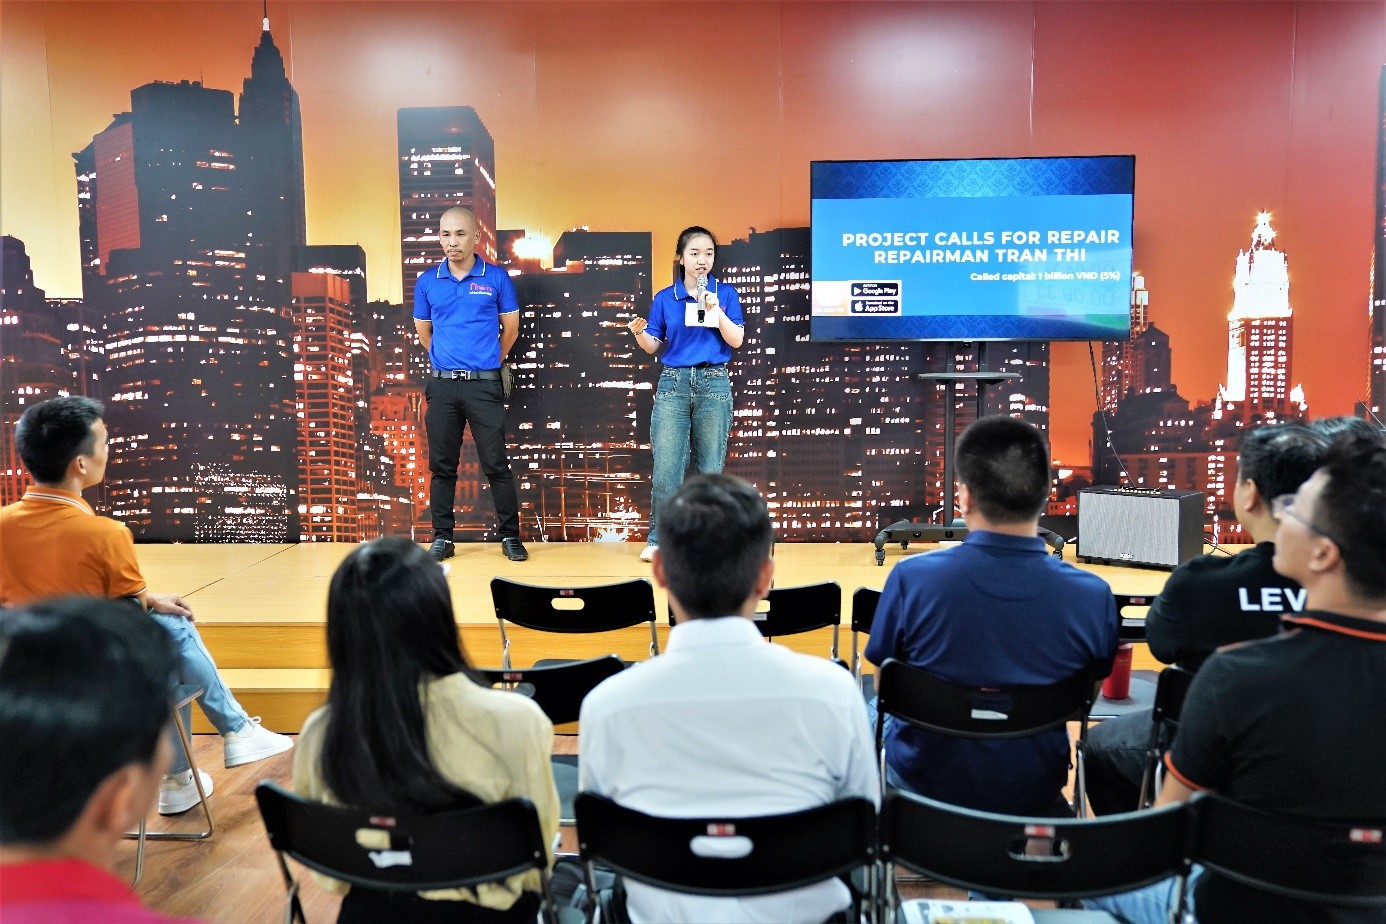 PROJECT CALLS FOR REPAIR
REPAIRMAN TRAN THI
Called capital: 1 billion VND (5%)
Google Play
App Store
LEV